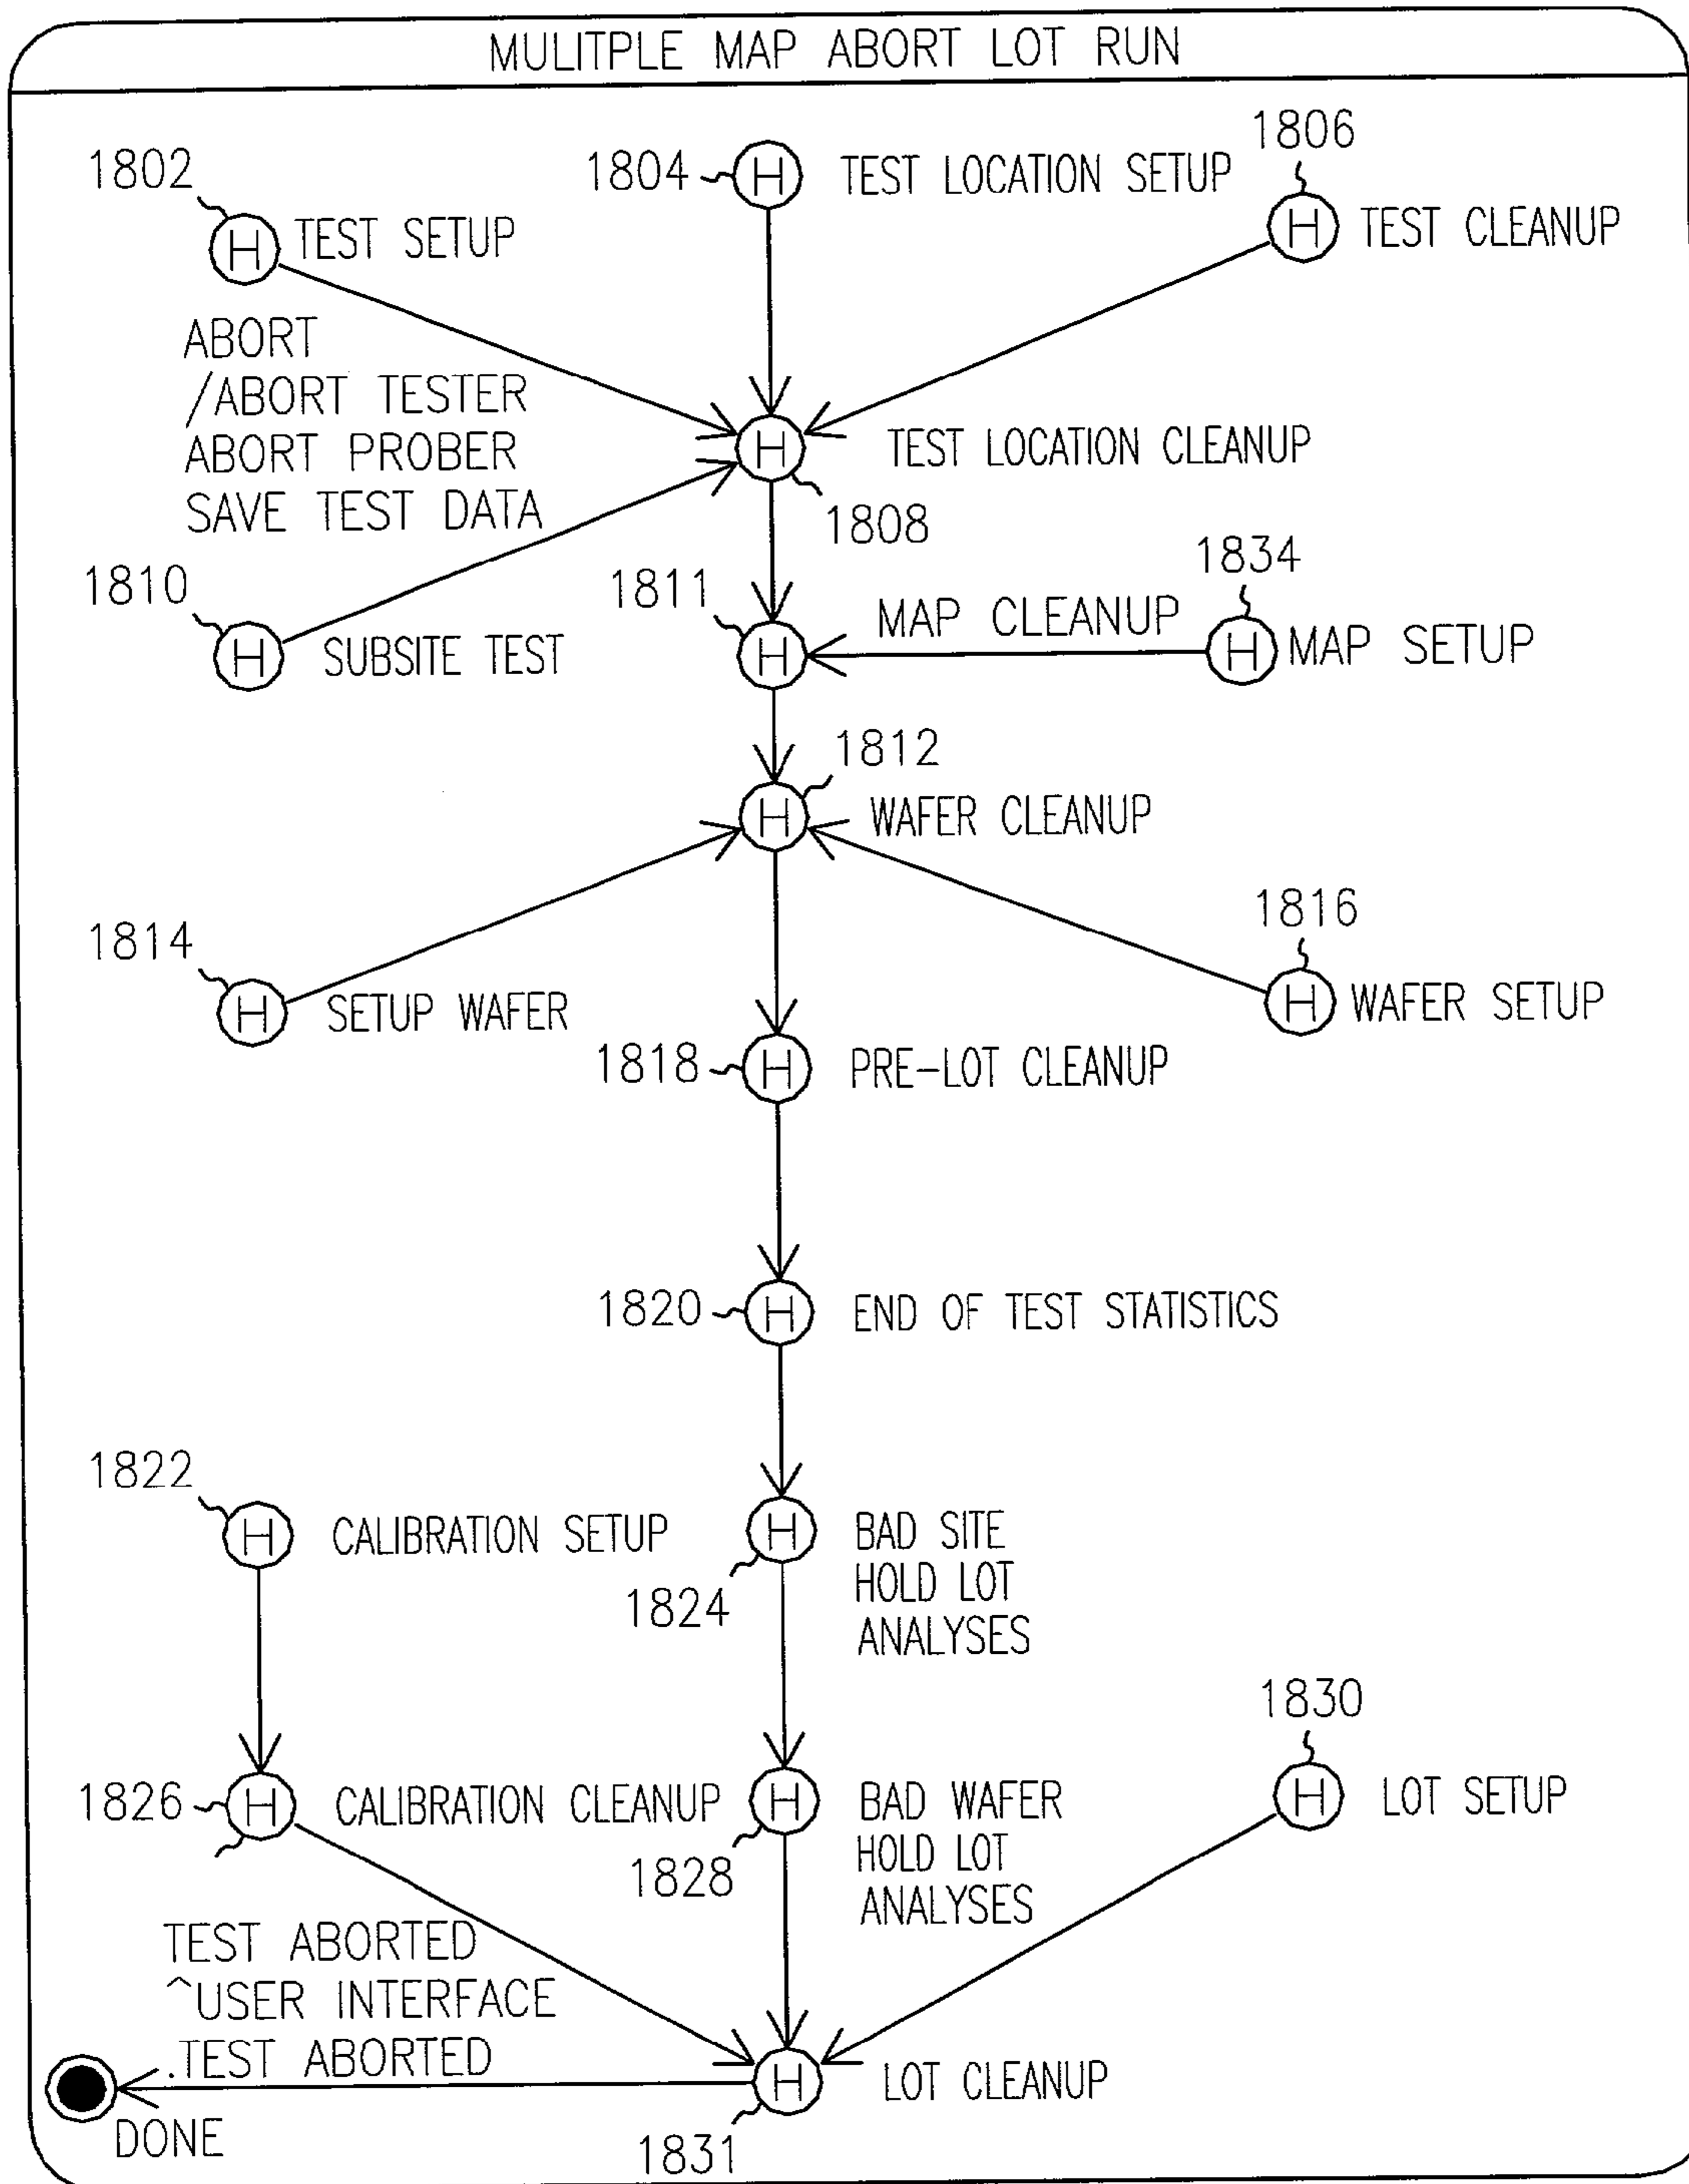 MULITPLE MAP ABORT LOT RUN
1802
1804
1806
TEST LOCATION SETUP
TEST SETUP
TEST CLEANUP
ABORT
/ABORT TESTER
ABORT PROBER
SAVE TEST DATA
H
H
H
H
TEST LOCATION CLEANUP
1808
1810
H
SUBSITE TEST
1811
H
MAP CLEANUP
1834
H
MAP SETUP
1812
H
WAFER CLEANUP
1814
H
SETUP WAFER
1816
H
WAFER SETUP
1818
H
PRE-LOT CLEANUP
1820
H
END OF TEST STATISTICS
1822
H
CALIBRATION SETUP
H
1824
BAD SITE
HOLD LOT
ANALYSES
1826
H
CALIBRATION CLEANUP
H
1828
BAD WAFER
HOLD LOT
ANALYSES
1830
H
LOT SETUP
TEST ABORTED
^USER INTERFACE
.TEST ABORTED
DONE
H
LOT CLEANUP
1831